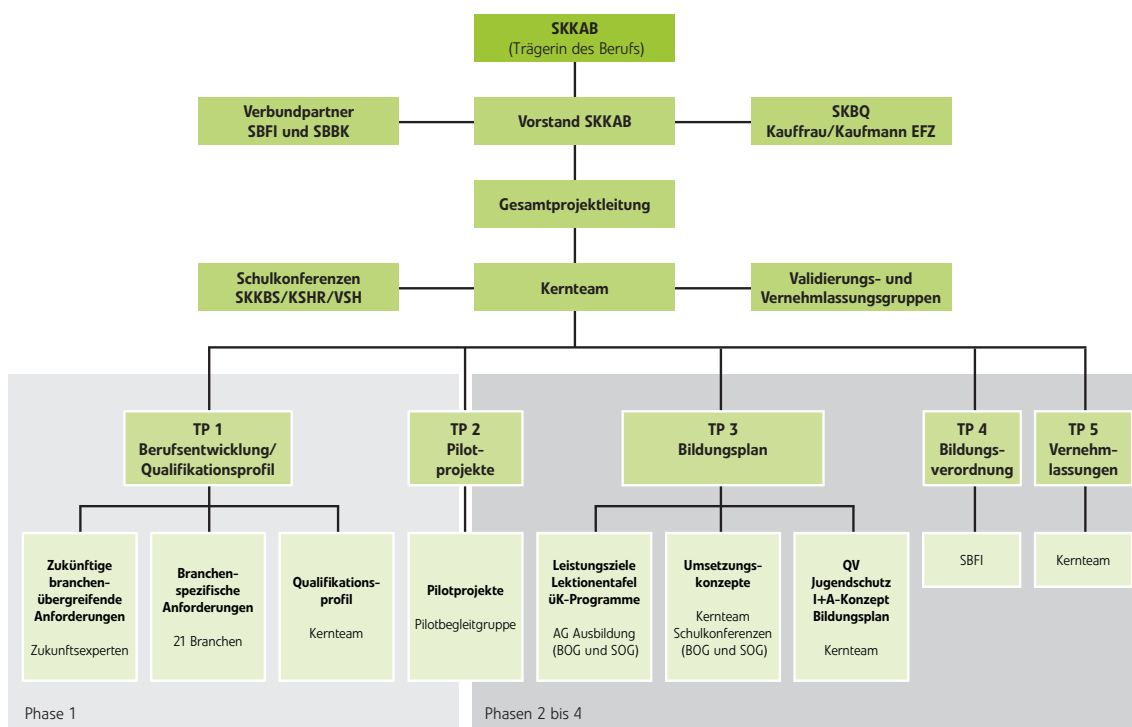 SKKAB
(Trägerin des Berufs)
Verbundpartner
SBFI und SBBK
Vorstand SKKAB
SKBQ
Kauffrau/Kaufmann EFZ
Gesamtprojektleitung
Schulkonferenzen
SKKBS/KSHR/VSH
Kernteam
Validierungs- und
Vernehmlassungsgruppen
TP 1
Berufsentwicklung/
Qualifikationsprofil
TP 2
Pilot-
projekte
TP 3
Bildungsplan
TP 4
Bildungs-
verordnung
TP 5
Vernehm-
lassungen
Zukünftige
branchen-
übergreifende
Anforderungen
Zukunftsexperten
Branchen-
spezifische
Anforderungen
21 Branchen
Qualifikations-
profil
Kernteam
Pilotprojekte
Pilotbegleitgruppe
Leistungsziele
Lektionentafel
üK-Programme
AG Ausbildung
(BOG und SOG)
Umsetzungs-
konzepte
Kernteam
Schulkonferenzen
(BOG und SOG)
QV
Jugendschutz
I+A-Konzept
Bildungsplan
Kernteam
SBFI
Kernteam
Phase 1
Phasen 2 bis 4